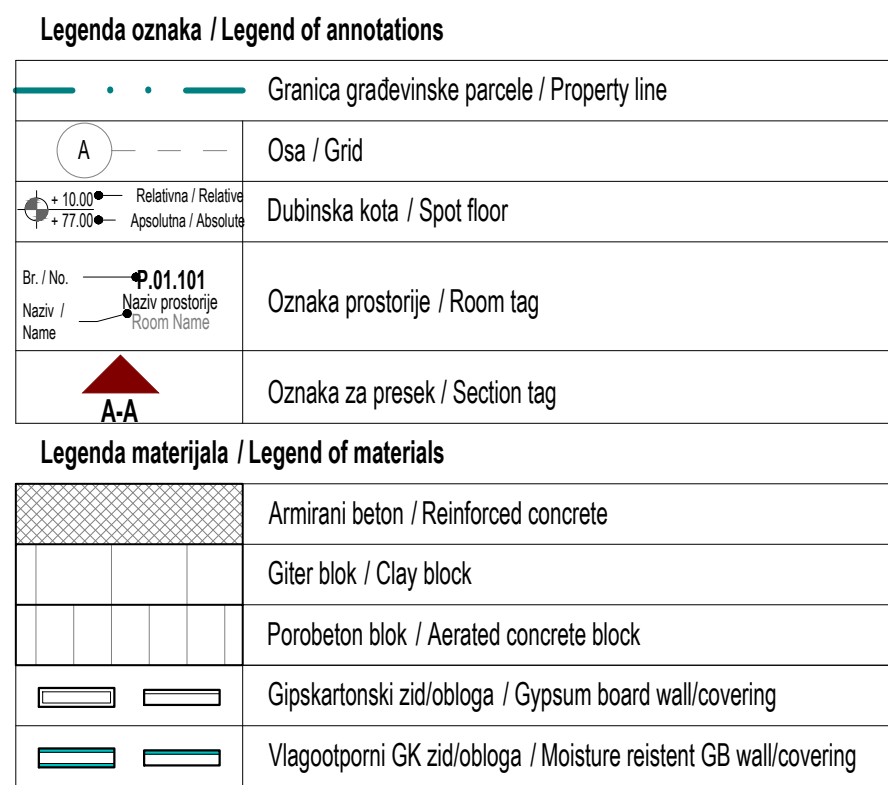 Legenda oznaka / Legend of annotations
Granica građevinske parcele / Property line
A
Osa / Grid
+ 10.00 Relativna / Relative
+ 77.00 Apsolutna / Absolute
Dubinska kota / Spot floor
Br. / No. P.01.101
Naziv / Name
Naziv prostorije
Room Name
Oznaka prostorije / Room tag
A-A
Oznaka za presek / Section tag
Legenda materijala / Legend of materials
Armirani beton / Reinforced concrete
Giter blok / Clay block
Porobeton blok / Aerated concrete block
Gipskartonski zid/obloga / Gypsum board wall/covering
Vlagootporni GK zid/obloga / Moisture reistent GB wall/covering